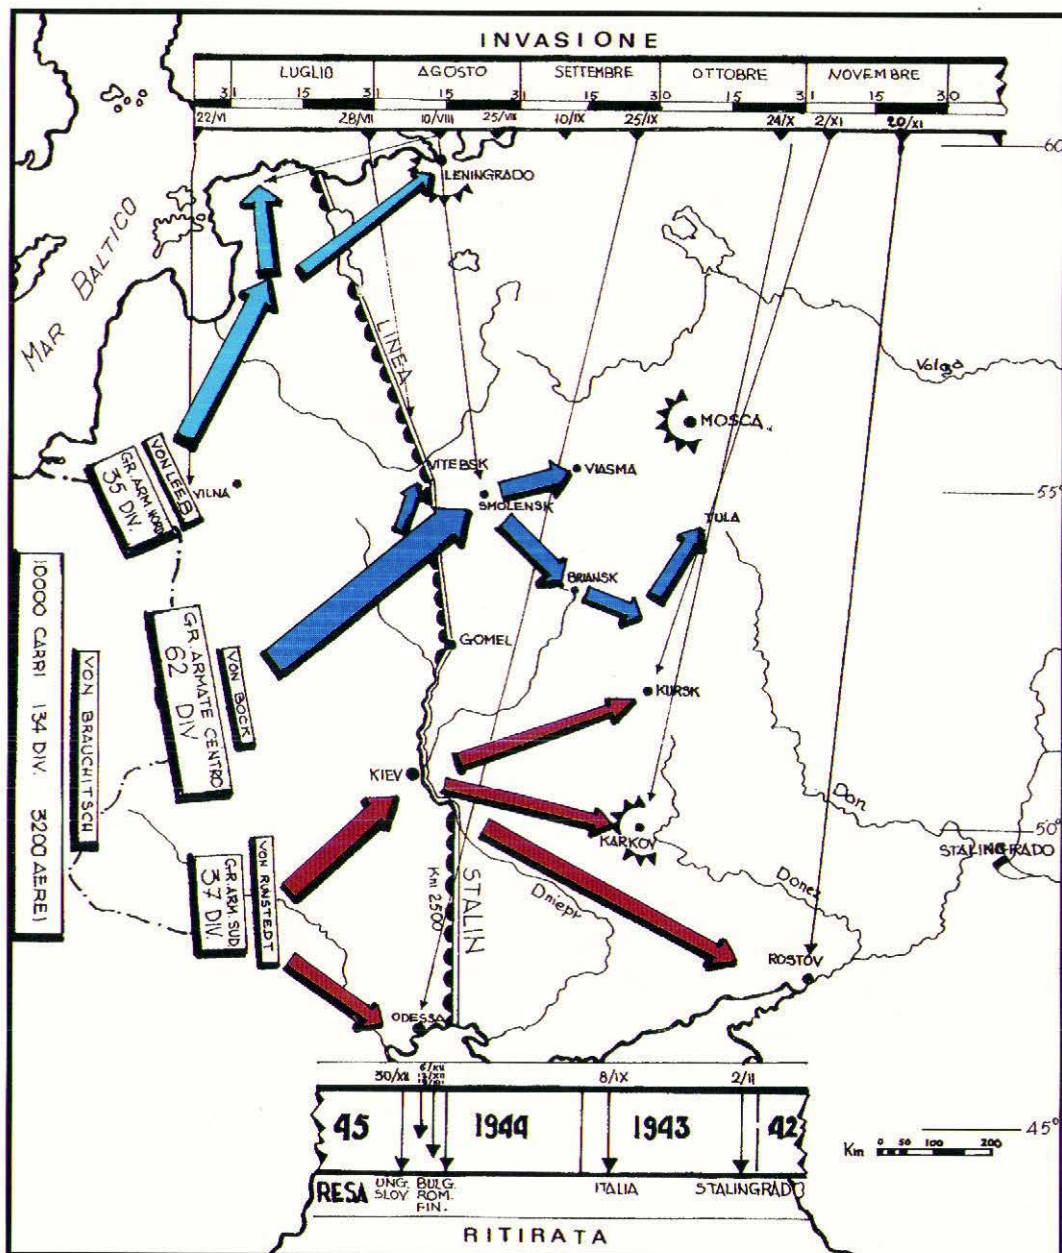 INVASIONE
LUGLIO AGOSTO SETTEMBRE OTTOBRE NOVEMBRE
31 15 31 15 31 15 30 15 31 15 30
22/VI 28/VII 10/VIII 25/VIII 10/IX 25/IX 24/X 2/XI 20/XI
60°
LENINGRADO
MAR BALTICO
LINEA
Volga
MOSCA
VITEBSK
VIASMA
VON LEEB
GR. ARM. NORD
35 DIV.
VILNA
SMOLENSK
55°
TULA
BRIANSK
10000 CARRI 134 DIV. 3200 AEREI
VON BRAUCHITSCH
GR. ARMATE CENTRO
62
DIV
VON BOCK
GOMEL
KURSK
KIEV
Don
50°
KARKOV
STALINGRADO
VON RUNSTEDT
GR. ARM. SUD
37 DIV.
Km 2500
STALIN
Dniepr
Donez
ROSTOV
ODESSA
30/XII
8/IX 2/II
45 1944 1943 42
45°
Km 0 50 100 200
RESA
UNG.
SLOV.
BULG.
ROM.
FIN.
ITALIA
STALINGRADO
RITIRATA